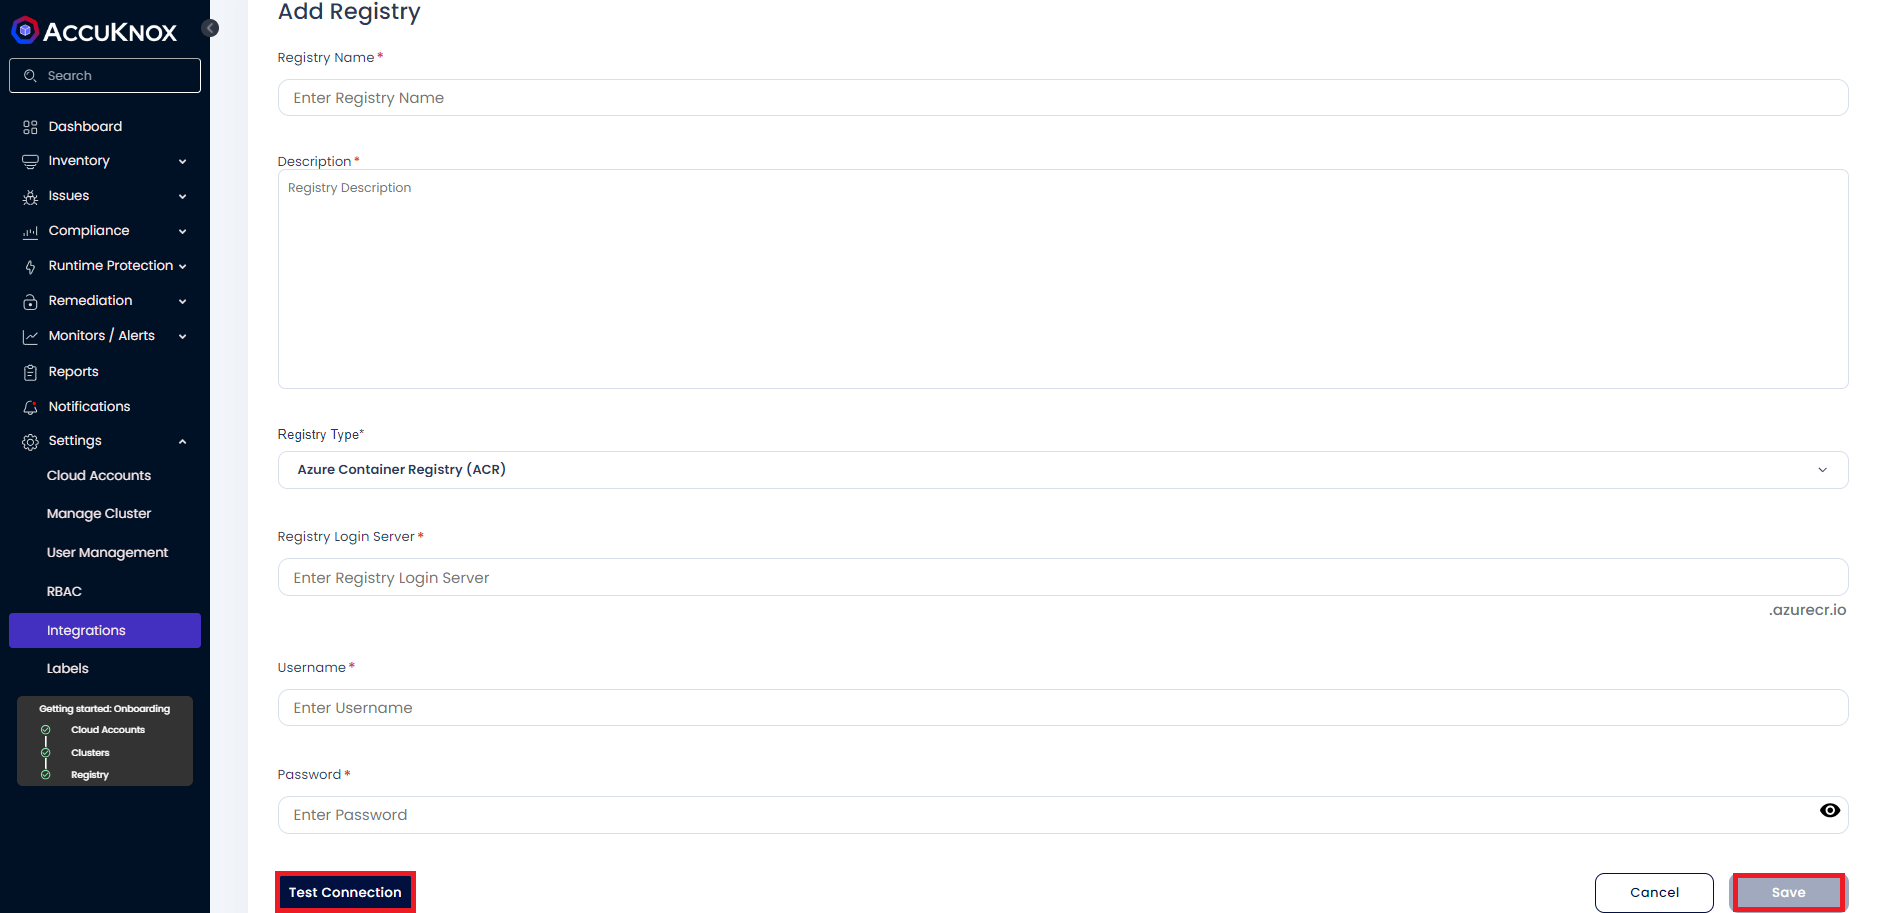 ACCUKNOX
Search
Dashboard
Inventory
Issues
Compliance
Runtime Protection
Remediation
Monitors / Alerts
Reports
Notifications
Settings
Cloud Accounts
Manage Cluster
User Management
RBAC
Integrations
Labels
Getting started: Onboarding
Cloud Accounts
Clusters
Registry
Add Registry
Registry Name*
Enter Registry Name
Description*
Registry Description
Registry Type*
Azure Container Registry (ACR)
Registry Login Server*
Enter Registry Login Server
.azurecr.io
Username*
Enter Username
Password*
Enter Password
Test Connection
Cancel
Save